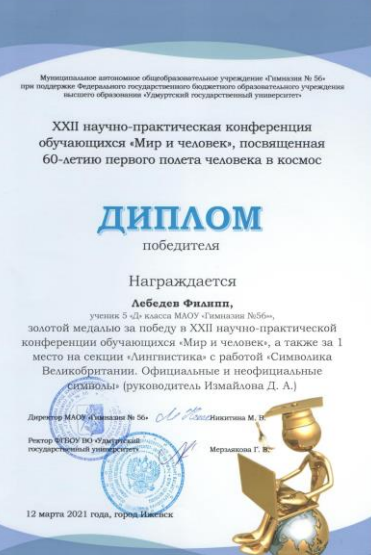 Муниципальное автономное общеобразовательное учреждение «Гимназия № 56»
при поддержке Федерального государственного бюджетного образовательного учреждения
высшего образования «Удмуртский государственный университет»
XXII научно-практическая конференция
обучающихся «Мир и человек», посвященная
60-летию первого полета человека в космос
ДИПЛОМ
победителя
Награждается
Лебедев Филипп,
ученик 5 «Д» класса МАОУ «Гимназия №56»,
золотой медалью за победу в XXII научно-практической
конференции обучающихся «Мир и человек», а также за 1
место на секции «Лингвистика» с работой «Символика
Великобритании. Официальные и неофициальные
символы» (руководитель Измайлова Д. А.)
Директор МАОУ «Гимназия № 56» Никитина М. В.
Ректор ФГБОУ ВО «Удмуртский
государственный университет» Мерзлякова Г. В.
12 марта 2021 года, город Ижевск